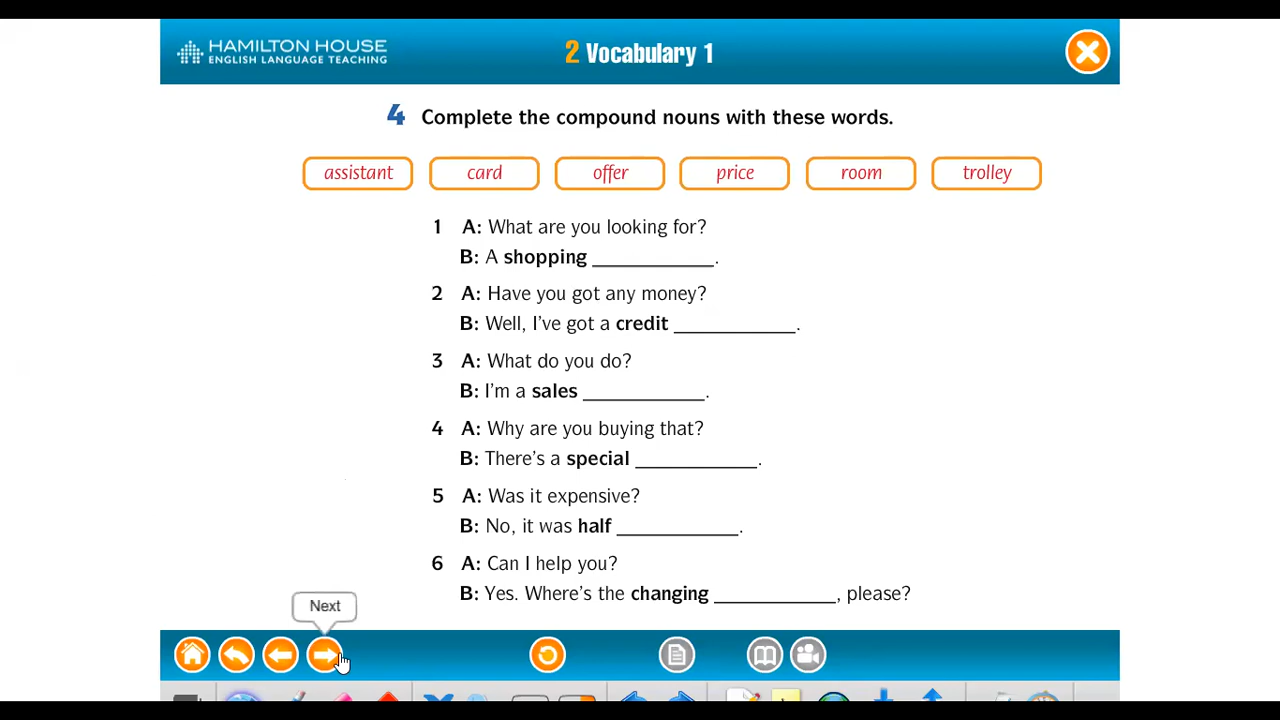 HAMILTON HOUSE
ENGLISH LANGUAGE TEACHING
2 Vocabulary 1
4 Complete the compound nouns with these words.
assistant card offer price room trolley
1 A: What are you looking for?
B: A shopping ____________.
2 A: Have you got any money?
B: Well, I've got a credit ____________.
3 A: What do you do?
B: I'm a sales ____________.
4 A: Why are you buying that?
B: There's a special ____________.
5 A: Was it expensive?
B: No, it was half ____________.
6 A: Can I help you?
B: Yes. Where's the changing ____________, please?
Next